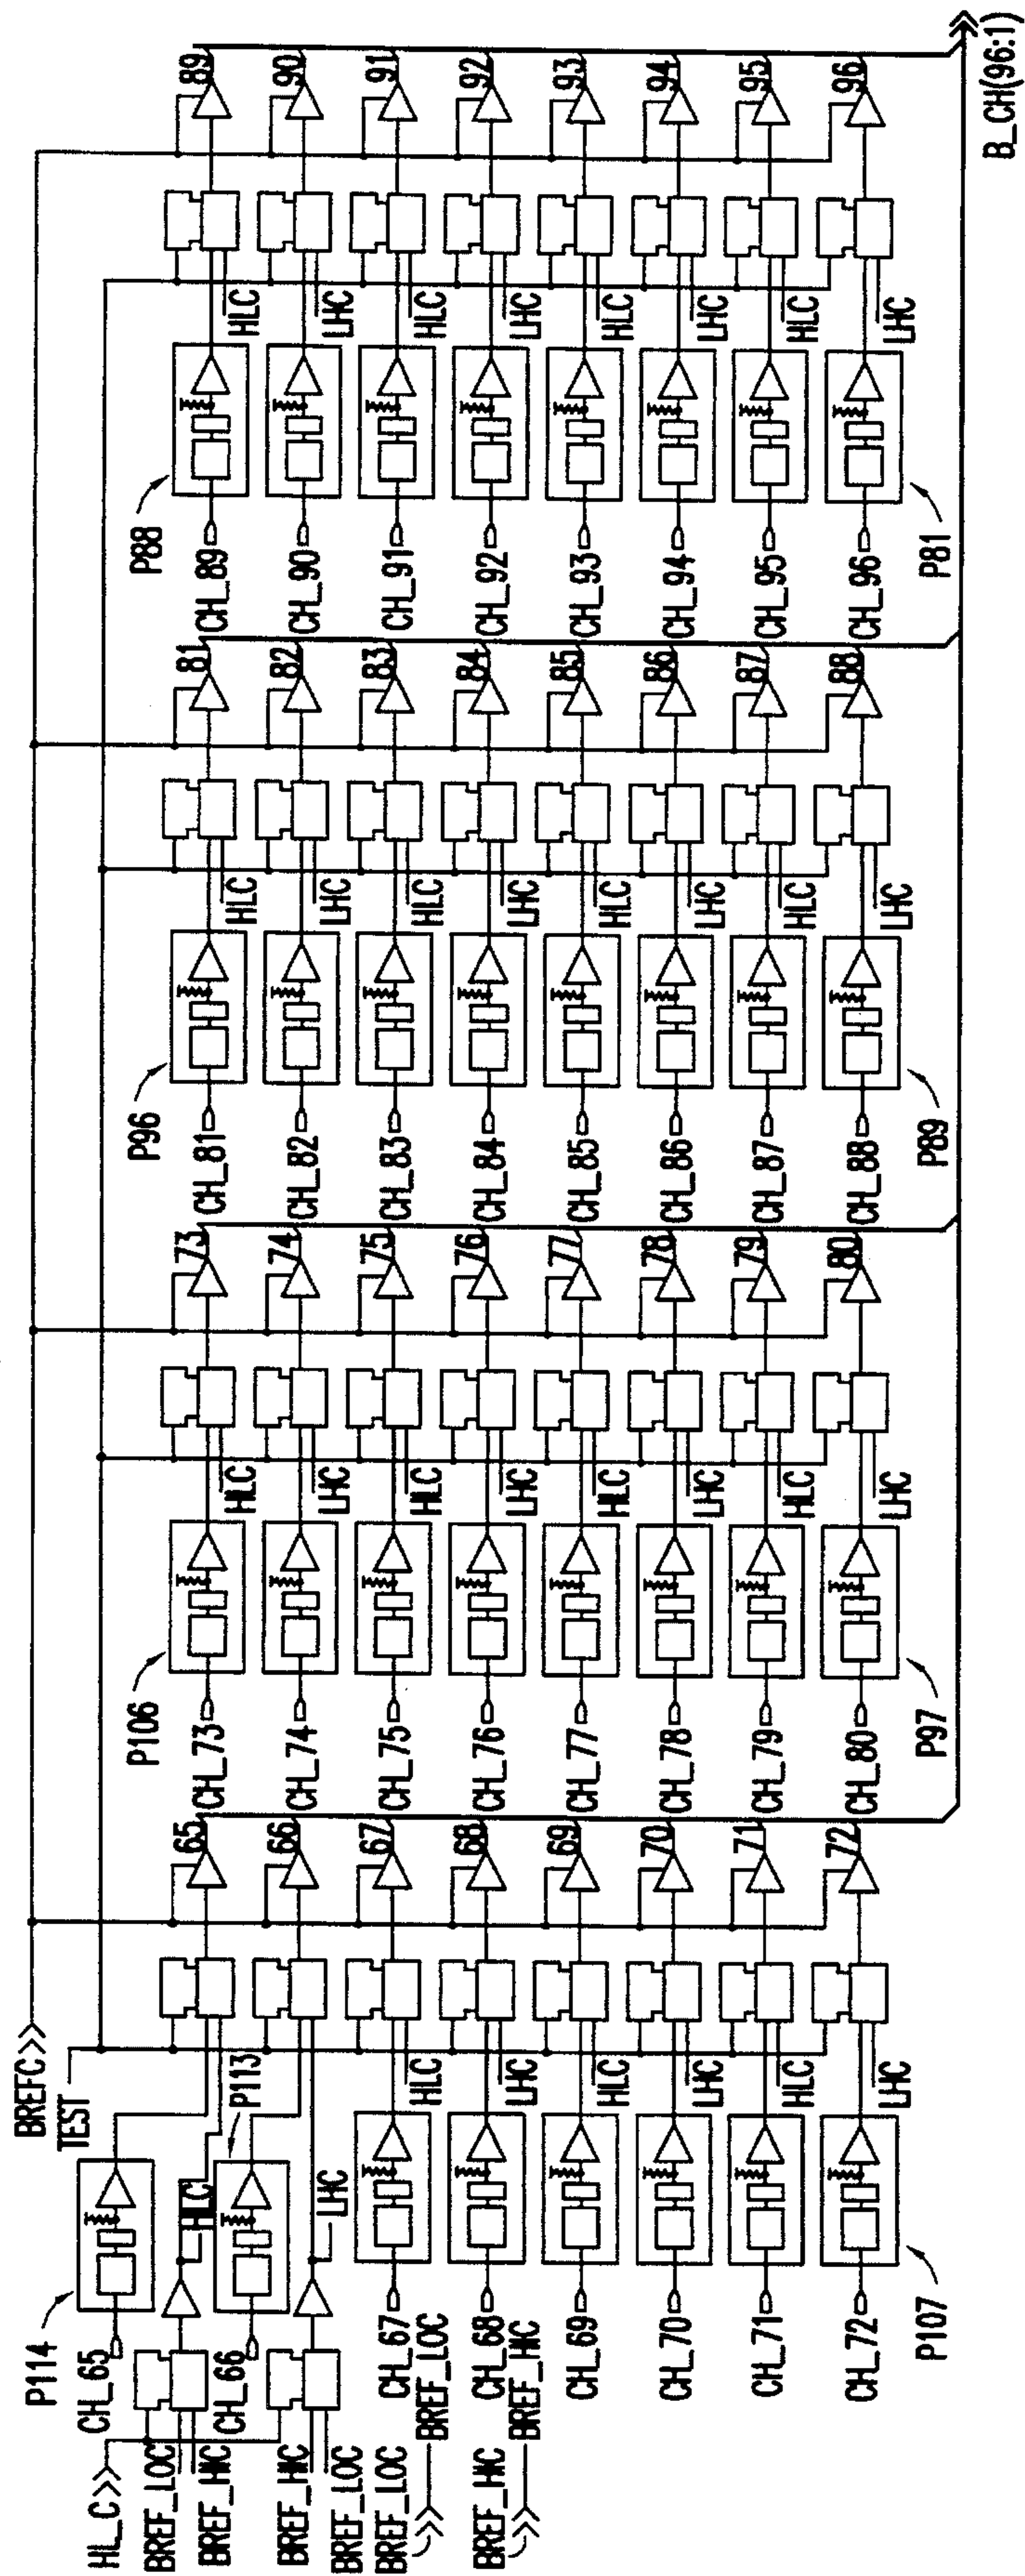 BREFC
TEST
P114
CH_65
HLC
P113
HL_C
BREF_LOC
BREF_HIC
CH_66
LHC
BREF_HIC
BREF_LOC
BREF_LOC
BREF_LOC
BREF_HIC
BREF_HIC
CH_67
HLC
CH_68
LHC
CH_69
HLC
CH_70
LHC
CH_71
HLC
CH_72
LHC
P107
65
66
67
68
69
70
71
72
P106
CH_73
HLC
73
CH_74
LHC
74
CH_75
HLC
75
CH_76
LHC
76
CH_77
HLC
77
CH_78
LHC
78
CH_79
HLC
79
CH_80
LHC
80
P97
P96
CH_81
HLC
81
CH_82
LHC
82
CH_83
HLC
83
CH_84
LHC
84
CH_85
HLC
85
CH_86
LHC
86
CH_87
HLC
87
CH_88
LHC
88
P89
P88
CH_89
HLC
89
CH_90
LHC
90
CH_91
HLC
91
CH_92
LHC
92
CH_93
HLC
93
CH_94
LHC
94
CH_95
HLC
95
CH_96
LHC
96
P81
B_CH(96:1)